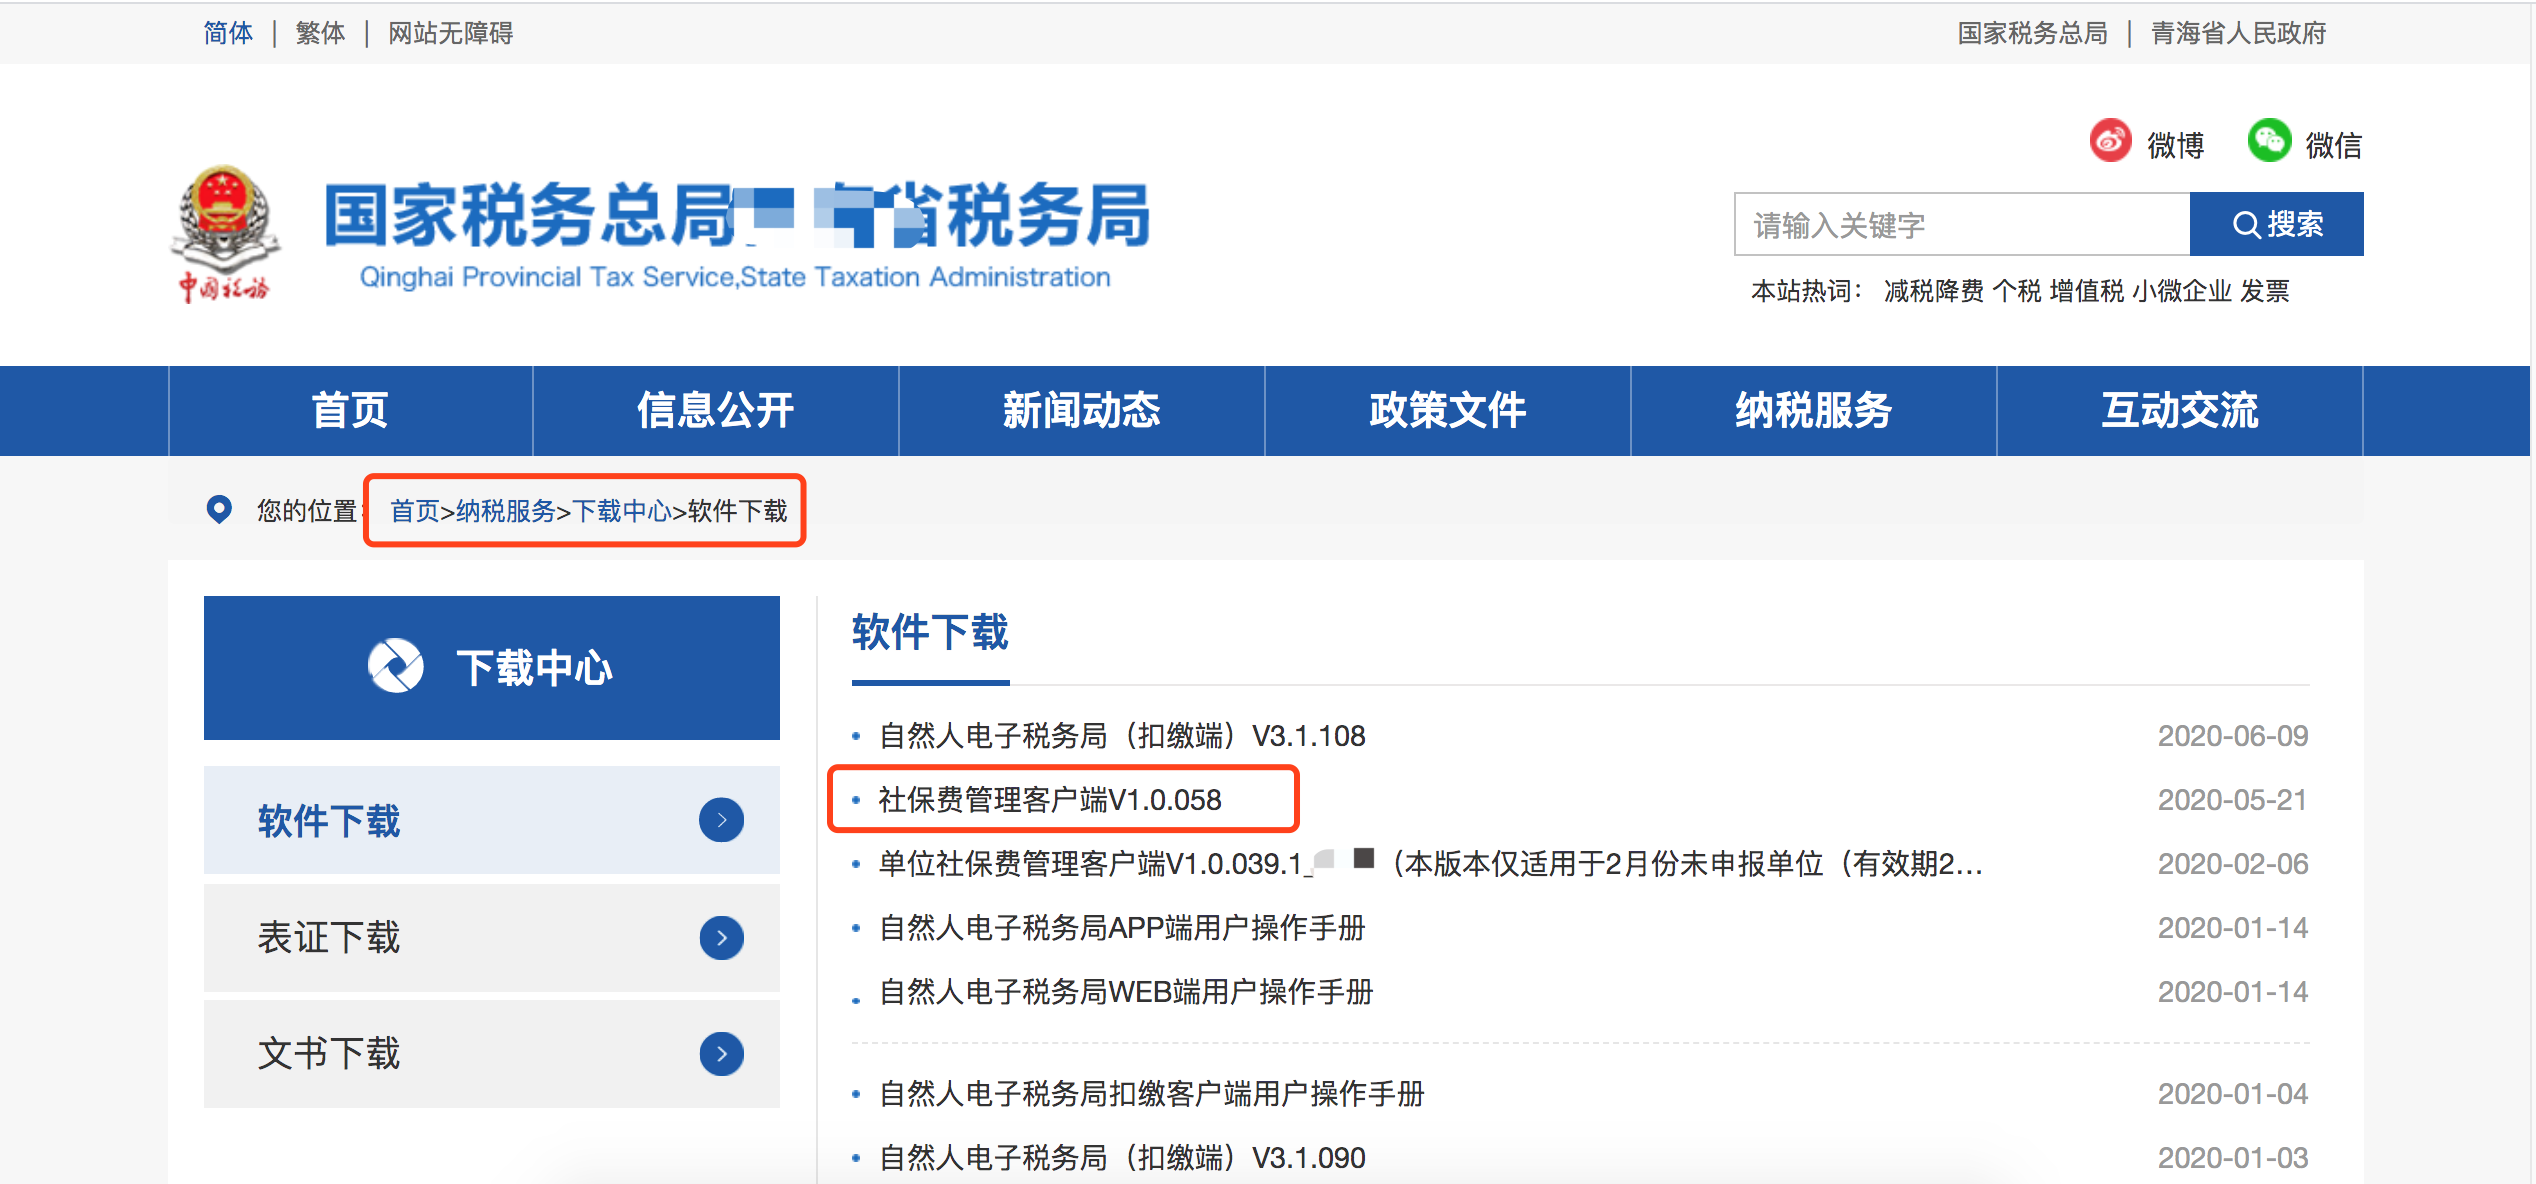 简体 | 繁体 | 网站无障碍
国家税务总局 | 青海省人民政府
微博 微信
中国税务
国家税务总局 省税务局
Qinghai Provincial Tax Service,State Taxation Administration
请输入关键字 搜索
本站热词： 减税降费 个税 增值税 小微企业 发票
首页 信息公开 新闻动态 政策文件 纳税服务 互动交流
您的位置: 首页>纳税服务>下载中心>软件下载
下载中心
软件下载
表证下载
文书下载
软件下载
自然人电子税务局（扣缴端）V3.1.108 2020-06-09
社保费管理客户端V1.0.058 2020-05-21
单位社保费管理客户端V1.0.039.1_ （本版本仅适用于2月份未申报单位（有效期2... 2020-02-06
自然人电子税务局APP端用户操作手册 2020-01-14
自然人电子税务局WEB端用户操作手册 2020-01-14
自然人电子税务局扣缴客户端用户操作手册 2020-01-04
自然人电子税务局（扣缴端）V3.1.090 2020-01-03